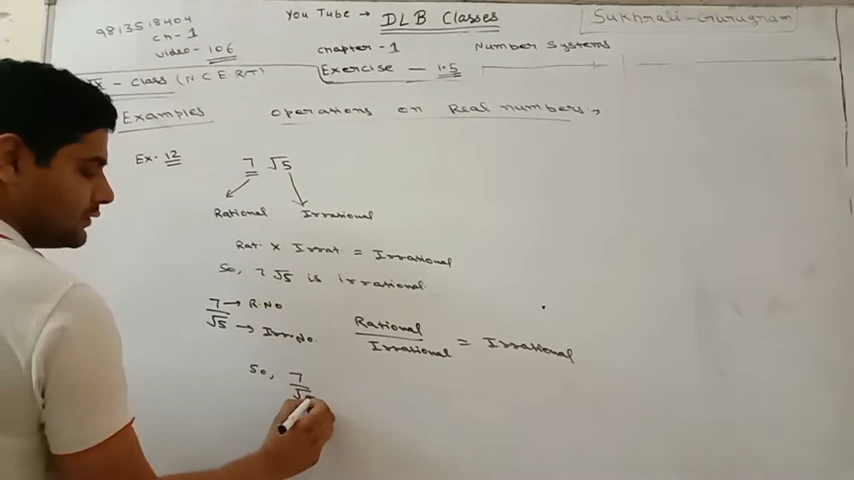 9813518404
You Tube → DLB Classes
Sukhrali-Gurugram
ch-1
video- 106
chapter -1 Number Systems
IX - class (N C E R T)
Exercise - 1.5
Examples operations on Real numbers
Ex. 12 7 √5
Rational Irrational
Rat. x Irrat. = Irrational
So, 7√5 is irrational.
7 → R.No
√5 → Irr.No.
Rational
Irrational = Irrational
So, 7
√5